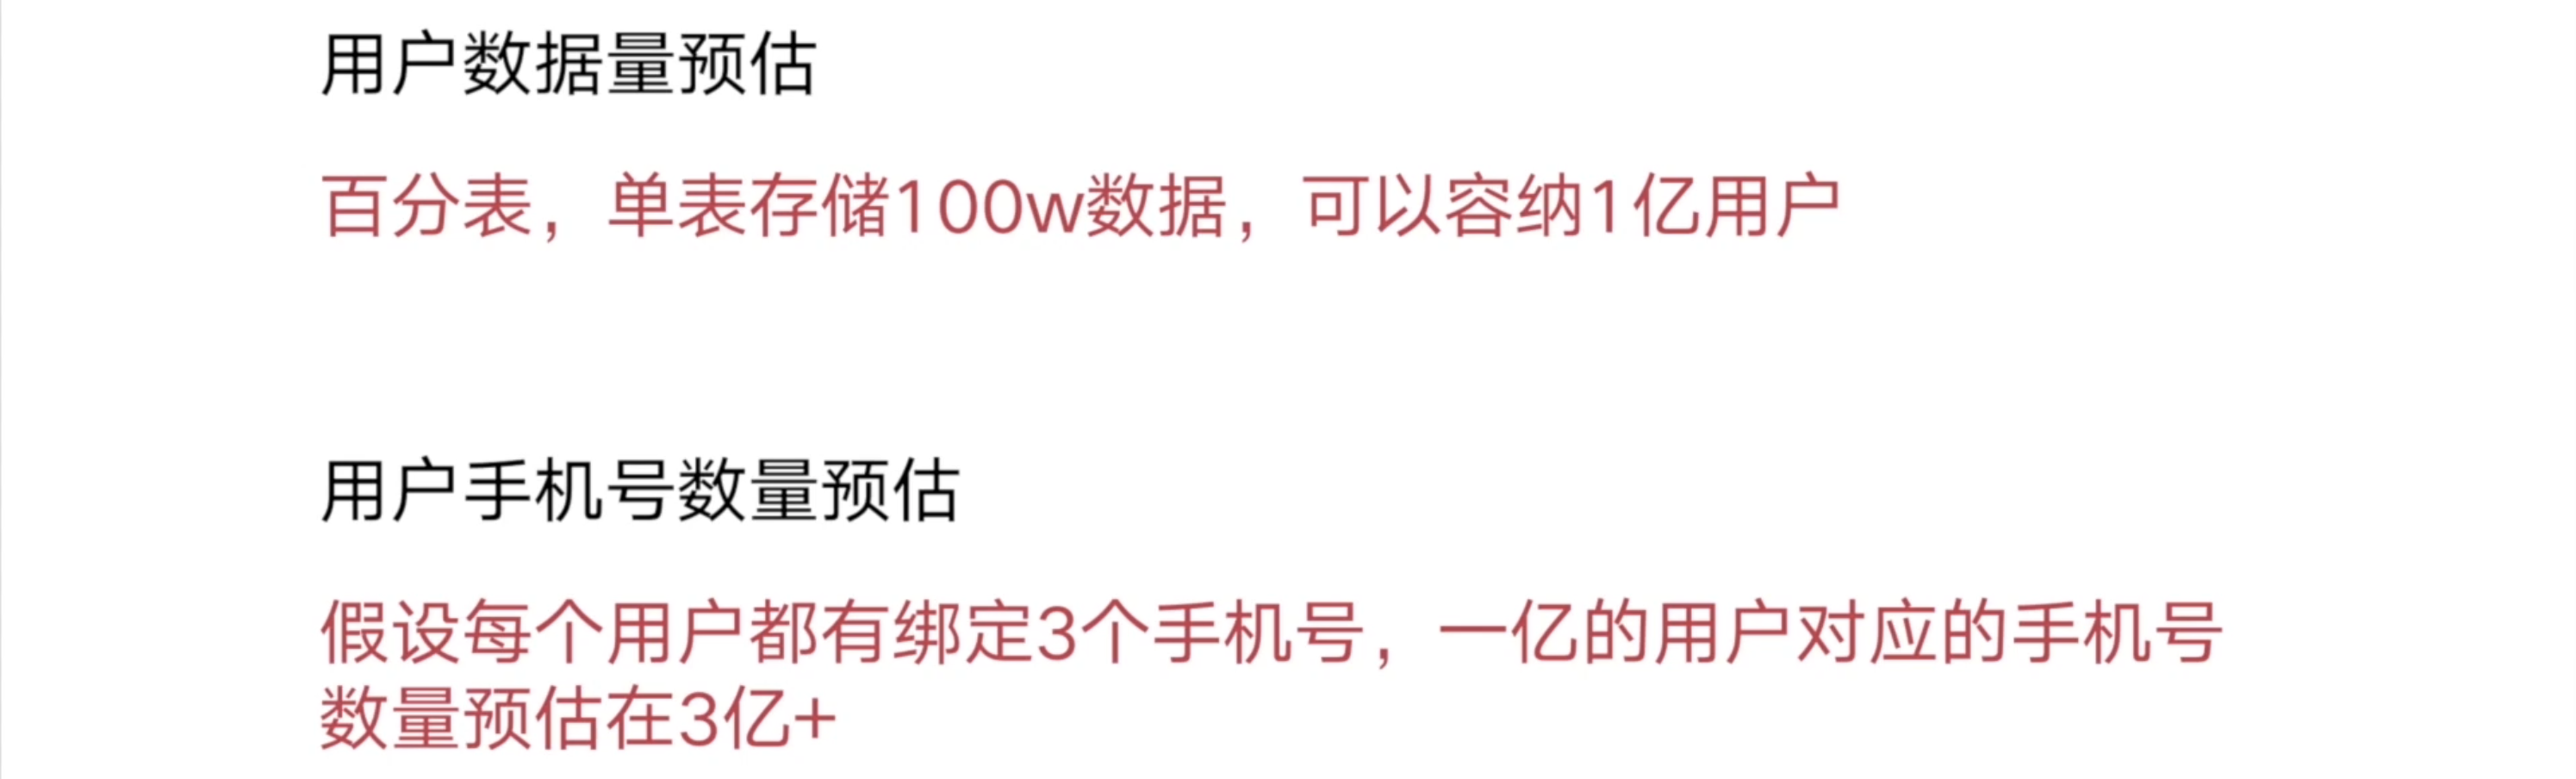 用户数据量预估
百分表，单表存储100w数据，可以容纳1亿用户
用户手机号数量预估
假设每个用户都有绑定3个手机号，一亿的用户对应的手机号
数量预估在3亿+